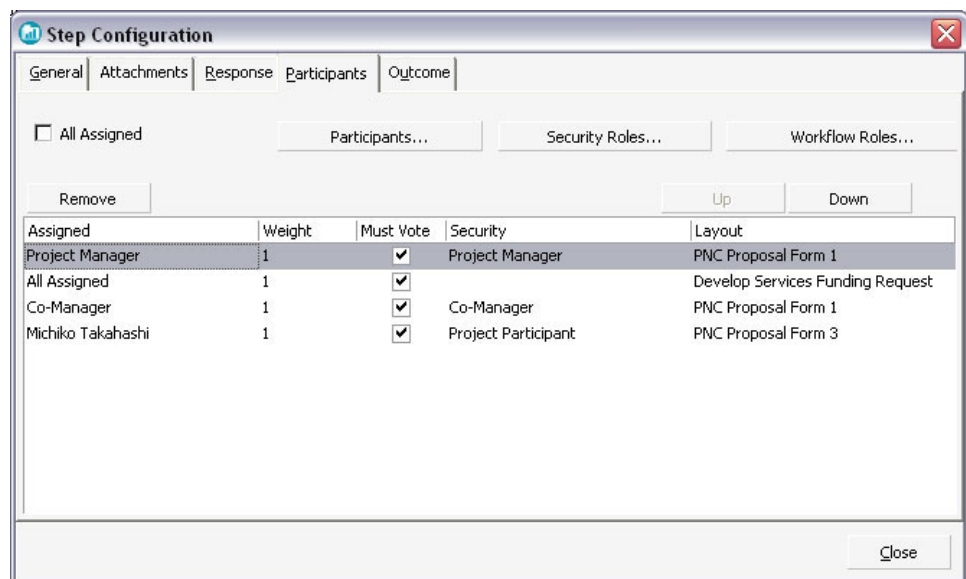 Step Configuration
General Attachments Response Participants Outcome
All Assigned Participants... Security Roles... Workflow Roles...
Remove Up Down
Assigned Weight Must Vote Security Layout
Project Manager 1 Project Manager PNC Proposal Form 1
All Assigned 1 Develop Services Funding Request
Co-Manager 1 Co-Manager PNC Proposal Form 1
Michiko Takahashi 1 Project Participant PNC Proposal Form 3
Close